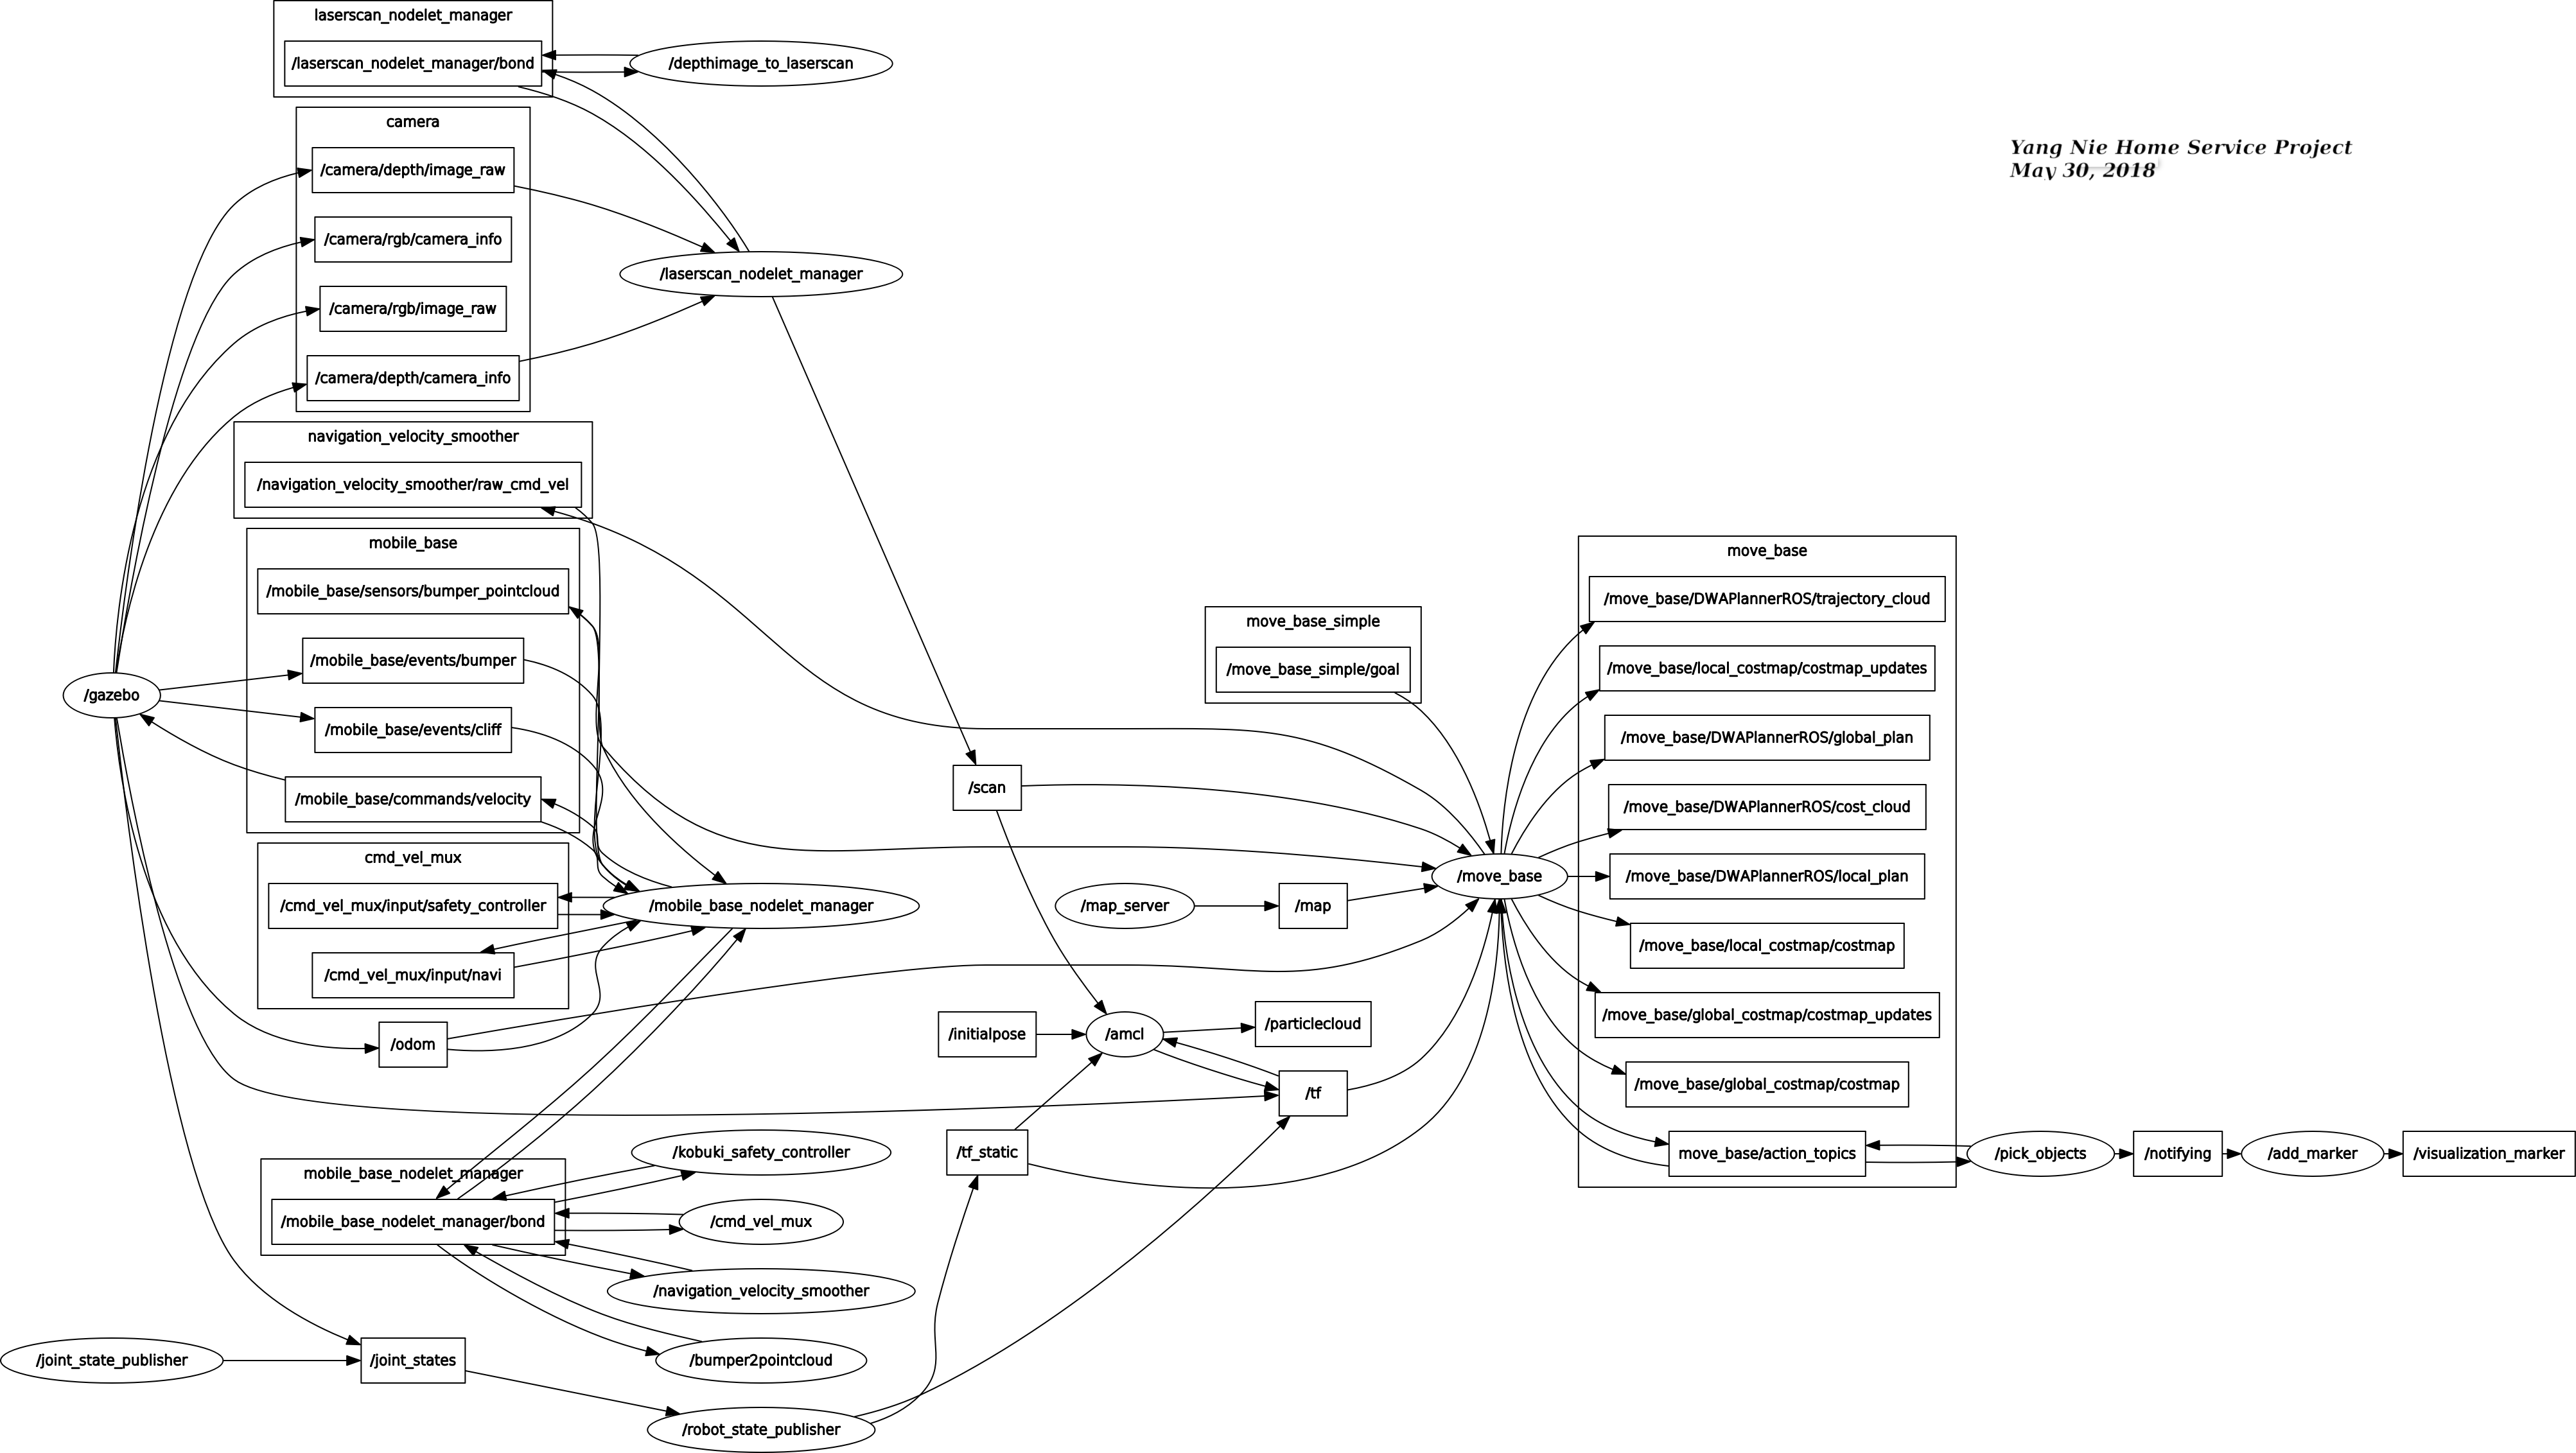 laserscan_nodelet_manager
/laserscan_nodelet_manager/bond
/depthimage_to_laserscan
camera
/camera/depth/image_raw
Yang Nie Home Service Project
May 30, 2018
/camera/rgb/camera_info
/laserscan_nodelet_manager
/camera/rgb/image_raw
/camera/depth/camera_info
navigation_velocity_smoother
/navigation_velocity_smoother/raw_cmd_vel
mobile_base
/mobile_base/sensors/bumper_pointcloud
/mobile_base/events/bumper
/gazebo
/mobile_base/events/cliff
/mobile_base/commands/velocity
cmd_vel_mux
/cmd_vel_mux/input/safety_controller
/mobile_base_nodelet_manager
/cmd_vel_mux/input/navi
/odom
/scan
move_base_simple
/move_base_simple/goal
/map_server
/map
/move_base
/initialpose
/amcl
/particlecloud
/tf
/tf_static
move_base
/move_base/DWAPlannerROS/trajectory_cloud
/move_base/local_costmap/costmap_updates
/move_base/DWAPlannerROS/global_plan
/move_base/DWAPlannerROS/cost_cloud
/move_base/DWAPlannerROS/local_plan
/move_base/local_costmap/costmap
/move_base/global_costmap/costmap_updates
/move_base/global_costmap/costmap
move_base/action_topics
/pick_objects
/notifying
/add_marker
/visualization_marker
mobile_base_nodelet_manager
/mobile_base_nodelet_manager/bond
/kobuki_safety_controller
/cmd_vel_mux
/navigation_velocity_smoother
/bumper2pointcloud
/joint_state_publisher
/joint_states
/robot_state_publisher